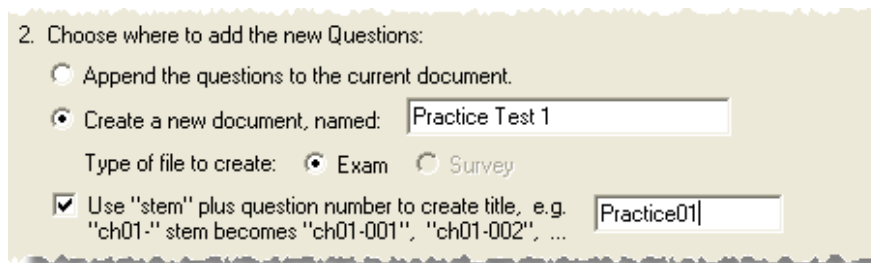 2. Choose where to add the new Questions:
Append the questions to the current document.
Create a new document, named: Practice Test 1
Type of file to create: Exam Survey
Use "stem" plus question number to create title, e.g.
"ch01-" stem becomes "ch01-001", "ch01-002", ...
Practice01